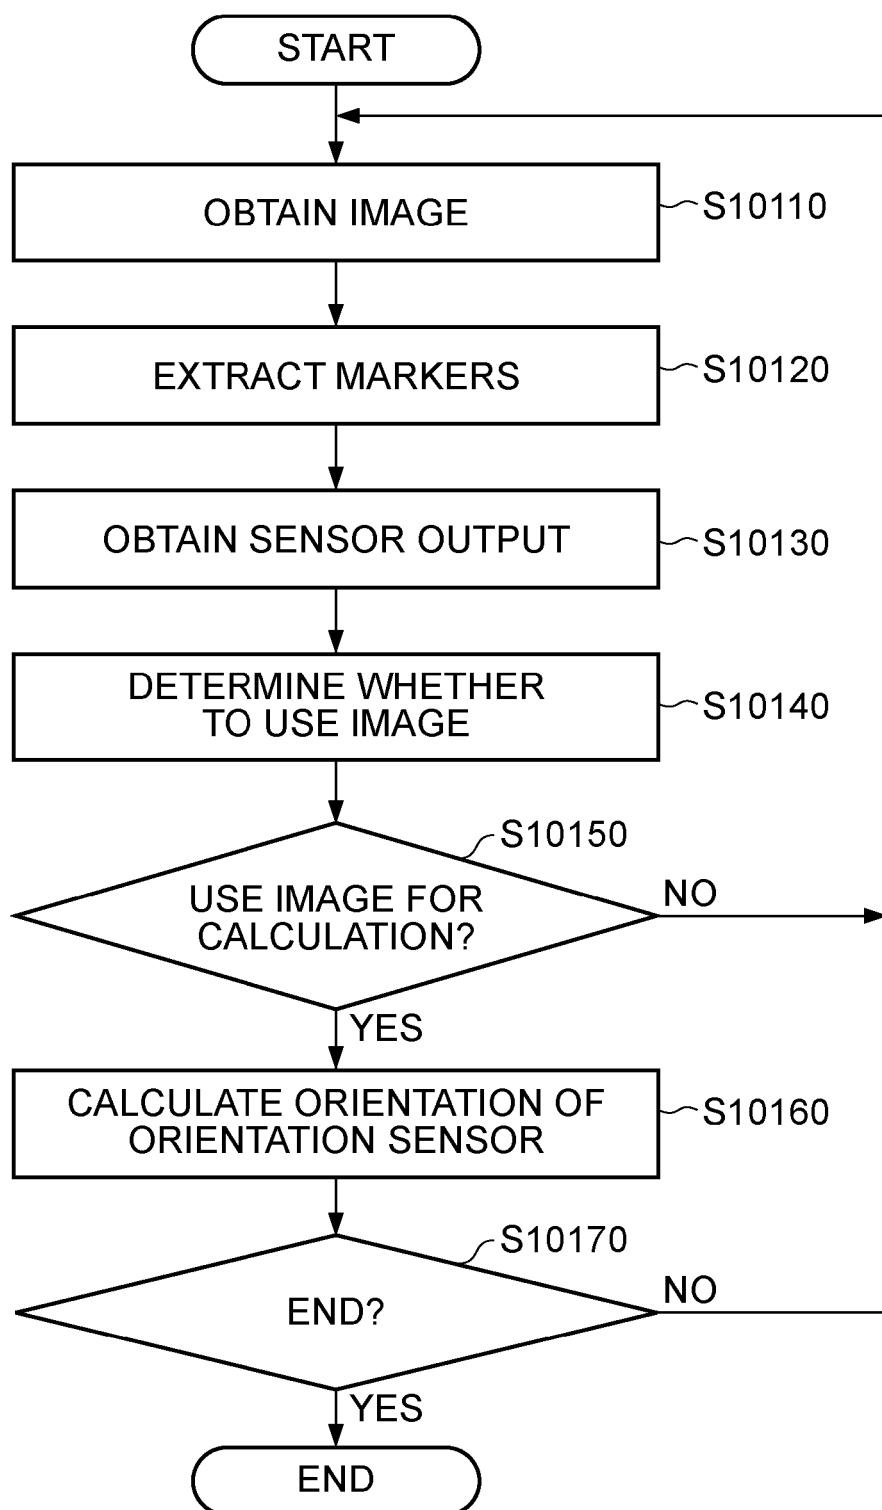 START
OBTAIN IMAGE
S10110
EXTRACT MARKERS
S10120
OBTAIN SENSOR OUTPUT
S10130
DETERMINE WHETHER
TO USE IMAGE
S10140
S10150
USE IMAGE FOR
CALCULATION?
NO
YES
CALCULATE ORIENTATION OF
ORIENTATION SENSOR
S10160
S10170
END?
NO
YES
END